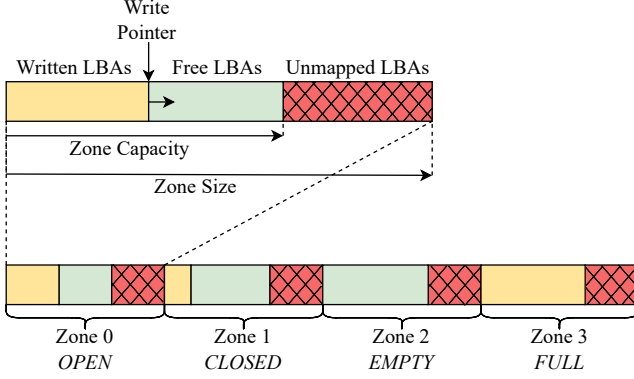 Write
Pointer
Written LBAs Free LBAs Unmapped LBAs
Zone Capacity
Zone Size
Zone 0 Zone 1 Zone 2 Zone 3
OPEN CLOSED EMPTY FULL